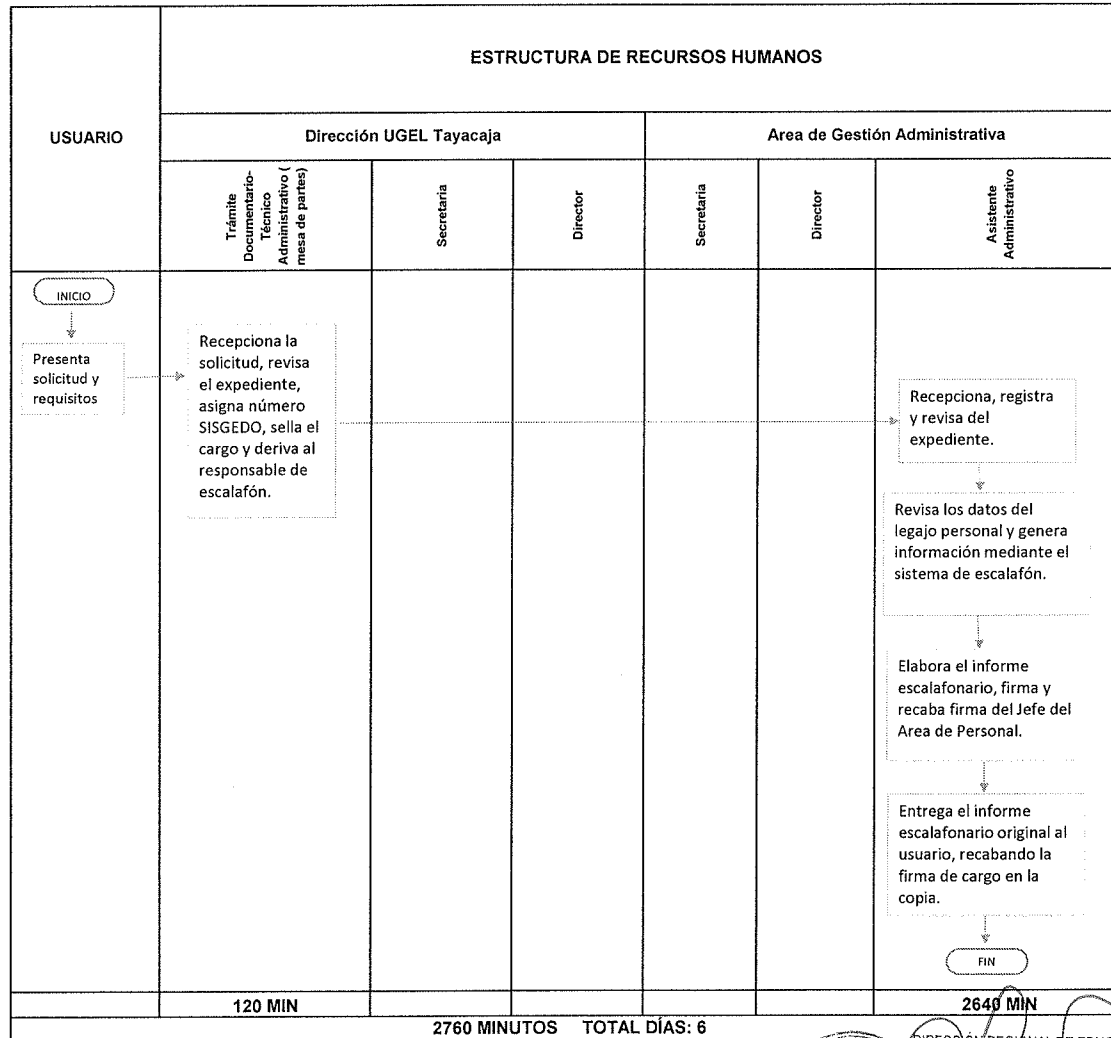 ESTRUCTURA DE RECURSOS HUMANOS
USUARIO
Dirección UGEL Tayacaja
Area de Gestión Administrativa
Trámite
Documentario-
Técnico
Administrativo (
mesa de partes)
Secretaria
Director
Secretaria
Director
Asistente
Administrativo
INICIO
Presenta
solicitud y
requisitos
Recepciona la
solicitud, revisa
el expediente,
asigna número
SISGEDO, sella el
cargo y deriva al
responsable de
escalafón.
Recepciona, registra
y revisa del
expediente.
Revisa los datos del
legajo personal y genera
información mediante el
sistema de escalafón.
Elabora el informe
escalafonario, firma y
recaba firma del Jefe del
Area de Personal.
Entrega el informe
escalafonario original al
usuario, recabando la
firma de cargo en la
copia.
FIN
120 MIN
2640 MIN
2760 MINUTOS TOTAL DÍAS: 6
DIRECCIÓN REGIONAL DE